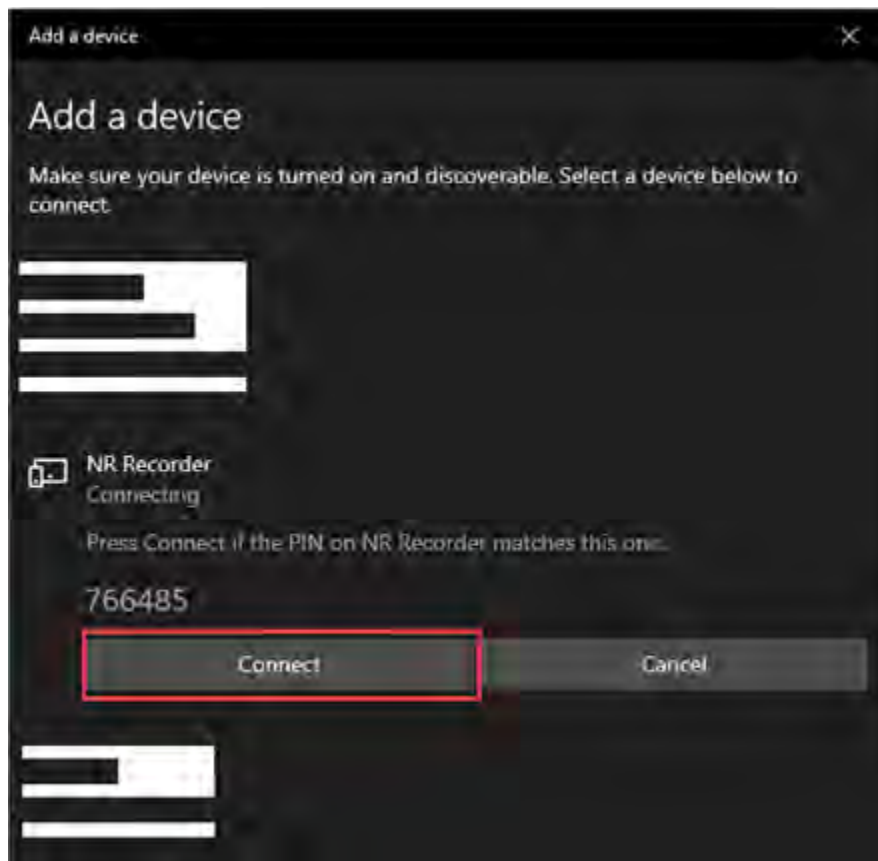 Add a device
Add a device
Make sure your device is turned on and discoverable. Select a device below to
connect.
NR Recorder
Connecting
Press Connect if the PIN on NR Recorder matches this one.
766485
Connect
Cancel